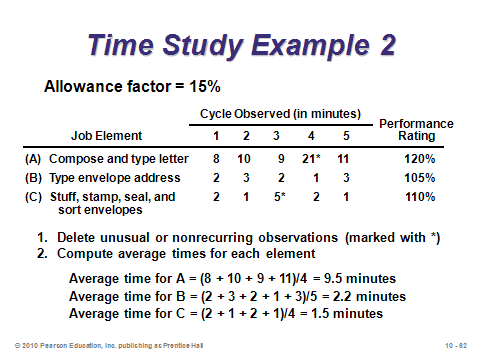 Time Study Example 2
Allowance factor = 15%
Cycle Observed (in minutes)
Performance
Job Element 1 2 3 4 5 Rating
(A) Compose and type letter 8 10 9 21* 11 120%
(B) Type envelope address 2 3 2 1 3 105%
(C) Stuff, stamp, seal, and 2 1 5* 2 1 110%
sort envelopes
1. Delete unusual or nonrecurring observations (marked with *)
2. Compute average times for each element
Average time for A = (8 + 10 + 9 + 11)/4 = 9.5 minutes
Average time for B = (2 + 3 + 2 + 1 + 3)/5 = 2.2 minutes
Average time for C = (2 + 1 + 2 + 1)/4 = 1.5 minutes
© 2010 Pearson Education, Inc. publishing as Prentice Hall 10 - 62